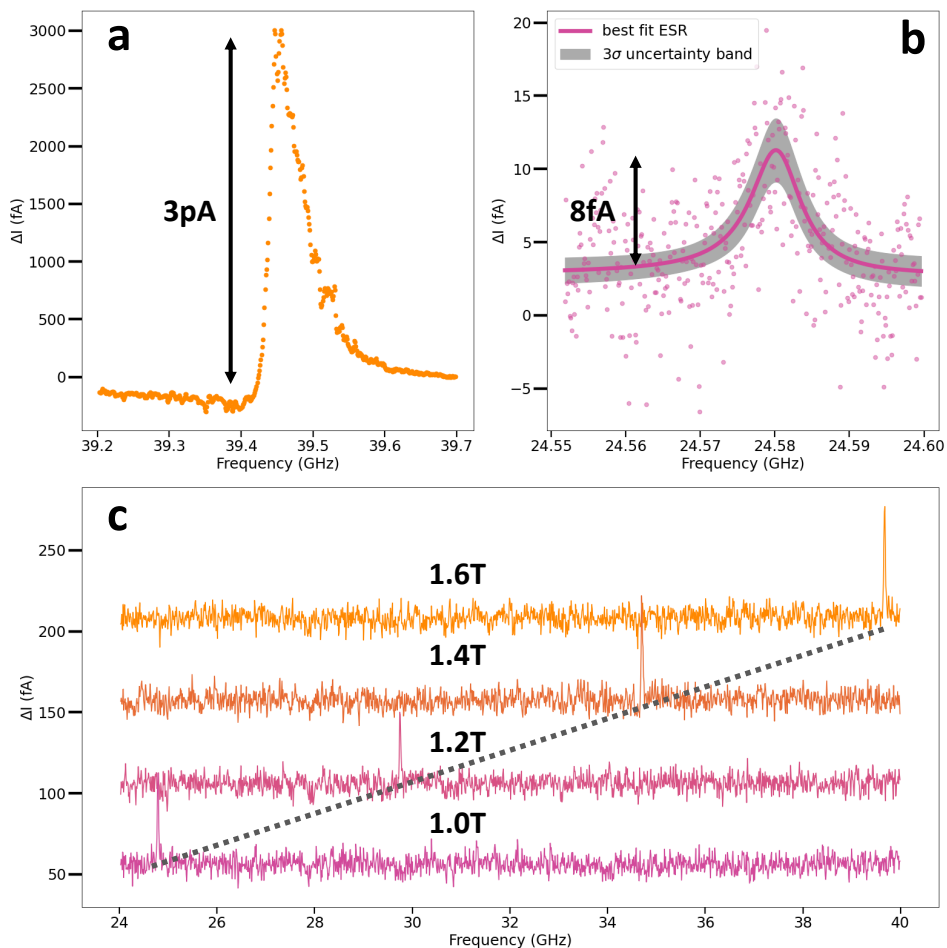 a
3000
2500
2000
1500
1000
500
0
ΔI (fA)
3pA
39.2 39.3 39.4 39.5 39.6 39.7
Frequency (GHz)
b
best fit ESR
3σ uncertainty band
20
15
10
5
0
−5
ΔI (fA)
8fA
24.55 24.56 24.57 24.58 24.59 24.60
Frequency (GHz)
c
250
200
150
100
50
ΔI (fA)
1.6T
1.4T
1.2T
1.0T
24 26 28 30 32 34 36 38 40
Frequency (GHz)